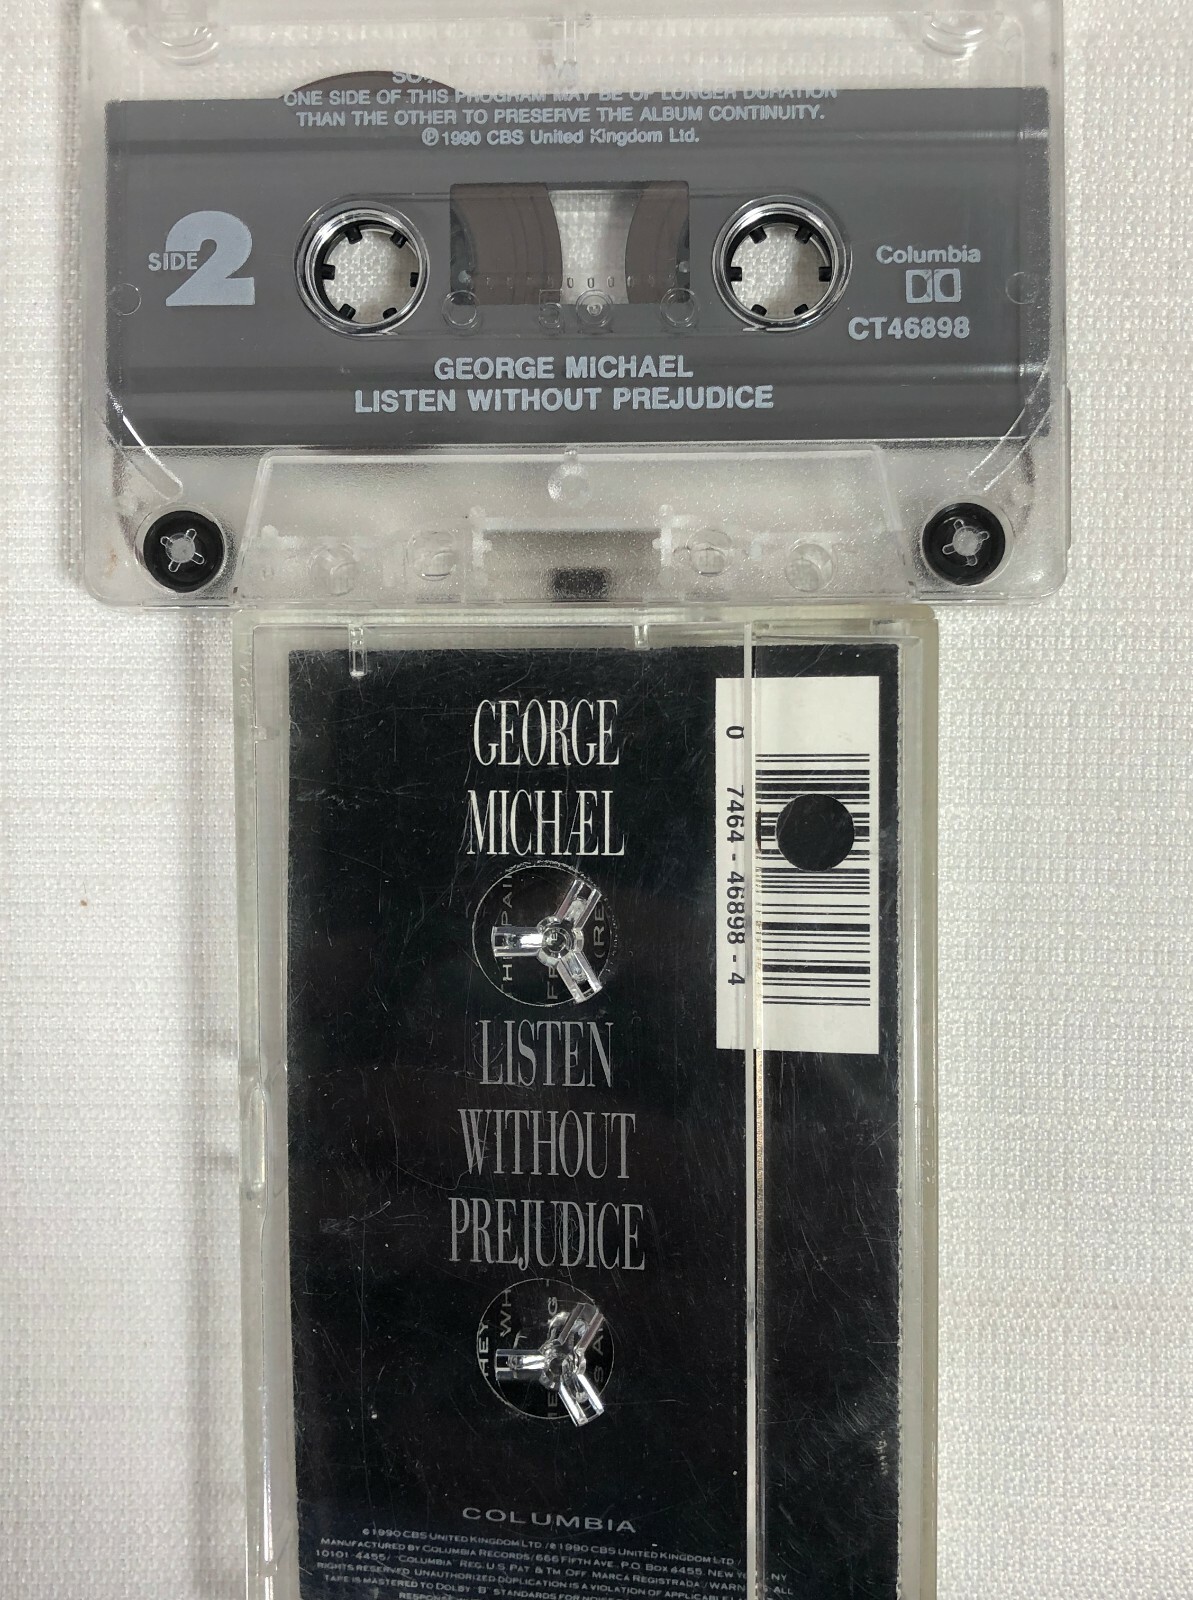 ONE SIDE OF THIS PROGRAM MAY BE OF LONGER DURATION
THAN THE OTHER TO PRESERVE THE ALBUM CONTINUITY.
℗1990 CBS United Kingdom Ltd.
SIDE 2
Columbia
CT46898
GEORGE MICHAEL
LISTEN WITHOUT PREJUDICE
GEORGE
MICHÆL
LISTEN
WITHOUT
PREJUDICE
0 7464-46898-4
HEY
COLUMBIA
©1990 CBS UNITED KINGDOM LTD./℗1990 CBS UNITED KINGDOM LTD./
MANUFACTURED BY COLUMBIA RECORDS/666 FIFTH AVE., P.O. BOX 4455, NEW YORK, NY
10101-4455/"COLUMBIA" REG. U.S. PAT. & TM. OFF. MARCA REGISTRADA./WARNING: ALL
RIGHTS RESERVED. UNAUTHORIZED DUPLICATION IS A VIOLATION OF APPLICABLE
TAPE IS MASTERED TO DOLBY "B" STANDARDS FOR